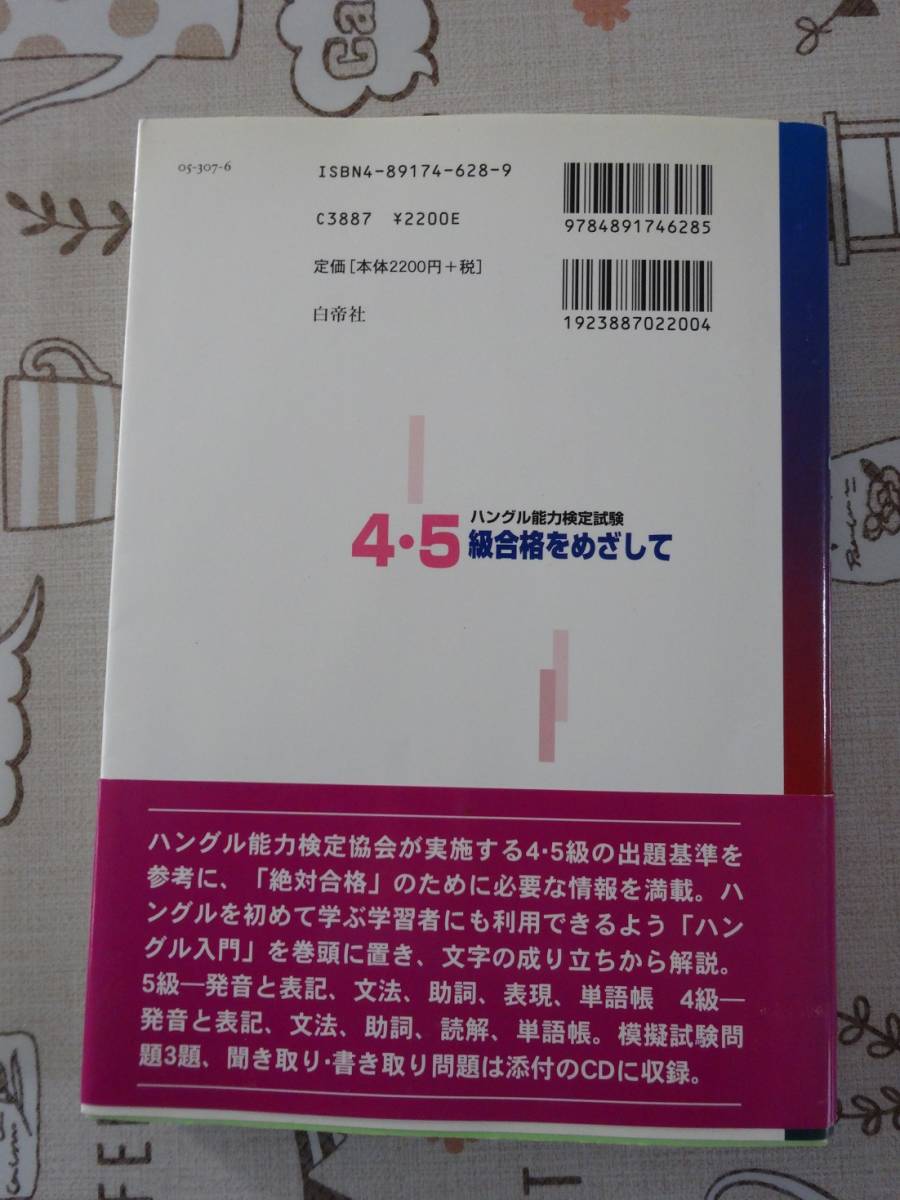 Ca
05-307-6
ISBN4-89174-628-9
C3887 ¥2200E
定価[本体2200円+税]
白帝社
9784891746285
1923887022004
ハングル能力検定試験
4・5級合格をめざして
ハングル能力検定協会が実施する4・5級の出題基準を
参考に、「絶対合格」のために必要な情報を満載。ハ
ングルを初めて学ぶ学習者にも利用できるよう「ハン
グル入門」を巻頭に置き、文字の成り立ちから解説。
5級―発音と表記、文法、助詞、表現、単語帳 4級―
発音と表記、文法、助詞、読解、単語帳。模擬試験問
題3題、聞き取り・書き取り問題は添付のCDに収録。